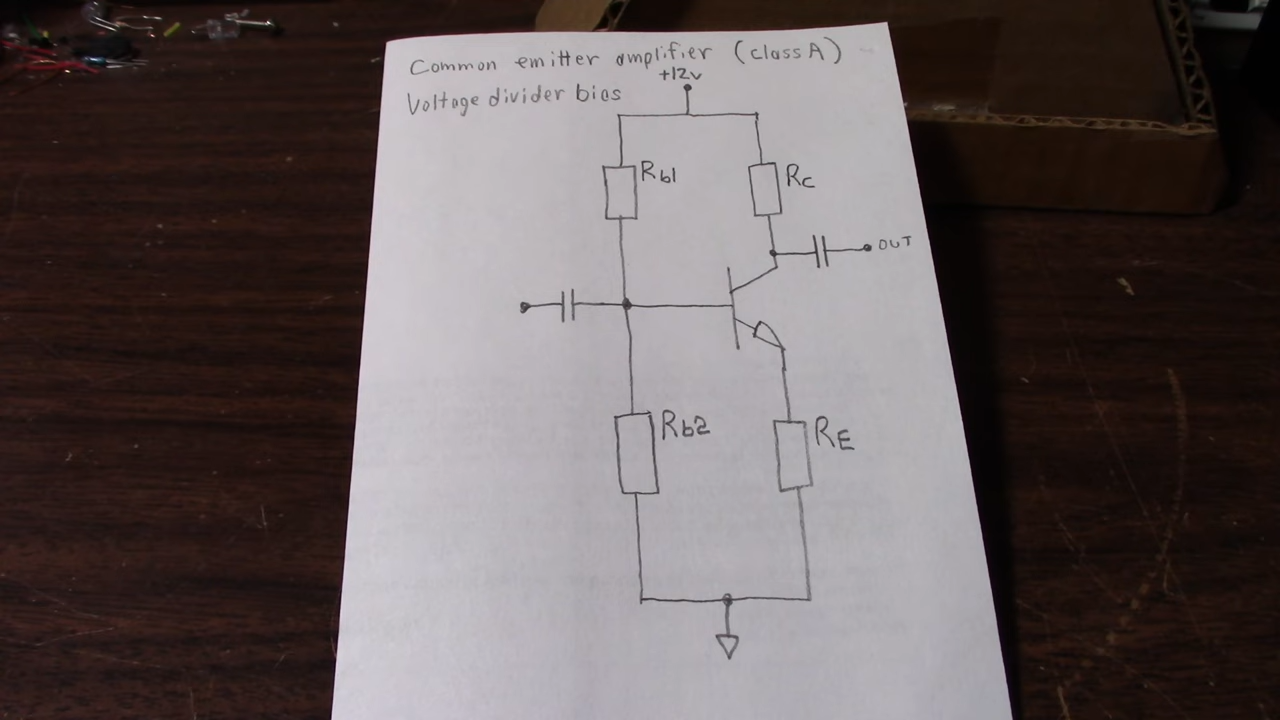 Common emitter amplifier (class A)
+12v
Voltage divider bias
Rb1
Rc
OUT
Rb2
RE